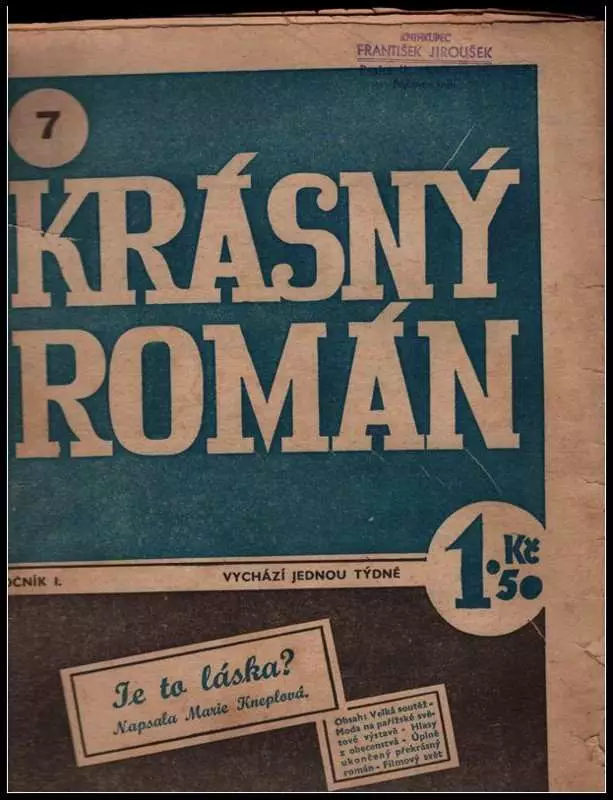 KNIHKUPEC
FRANTIŠEK JIROUŠEK
7
KRÁSNÝ
ROMÁN
OČNÍK I.
VYCHÁZÍ JEDNOU TÝDNĚ
1.50 Kč
Je to láska?
Napsala Marie Kneplová.
Obsah: Velká soutěž -
Moda na pařížské svě-
tové výstavě - Hlasy
z obecenstva - Úplně
ukončený překrásný
román - Filmový svět